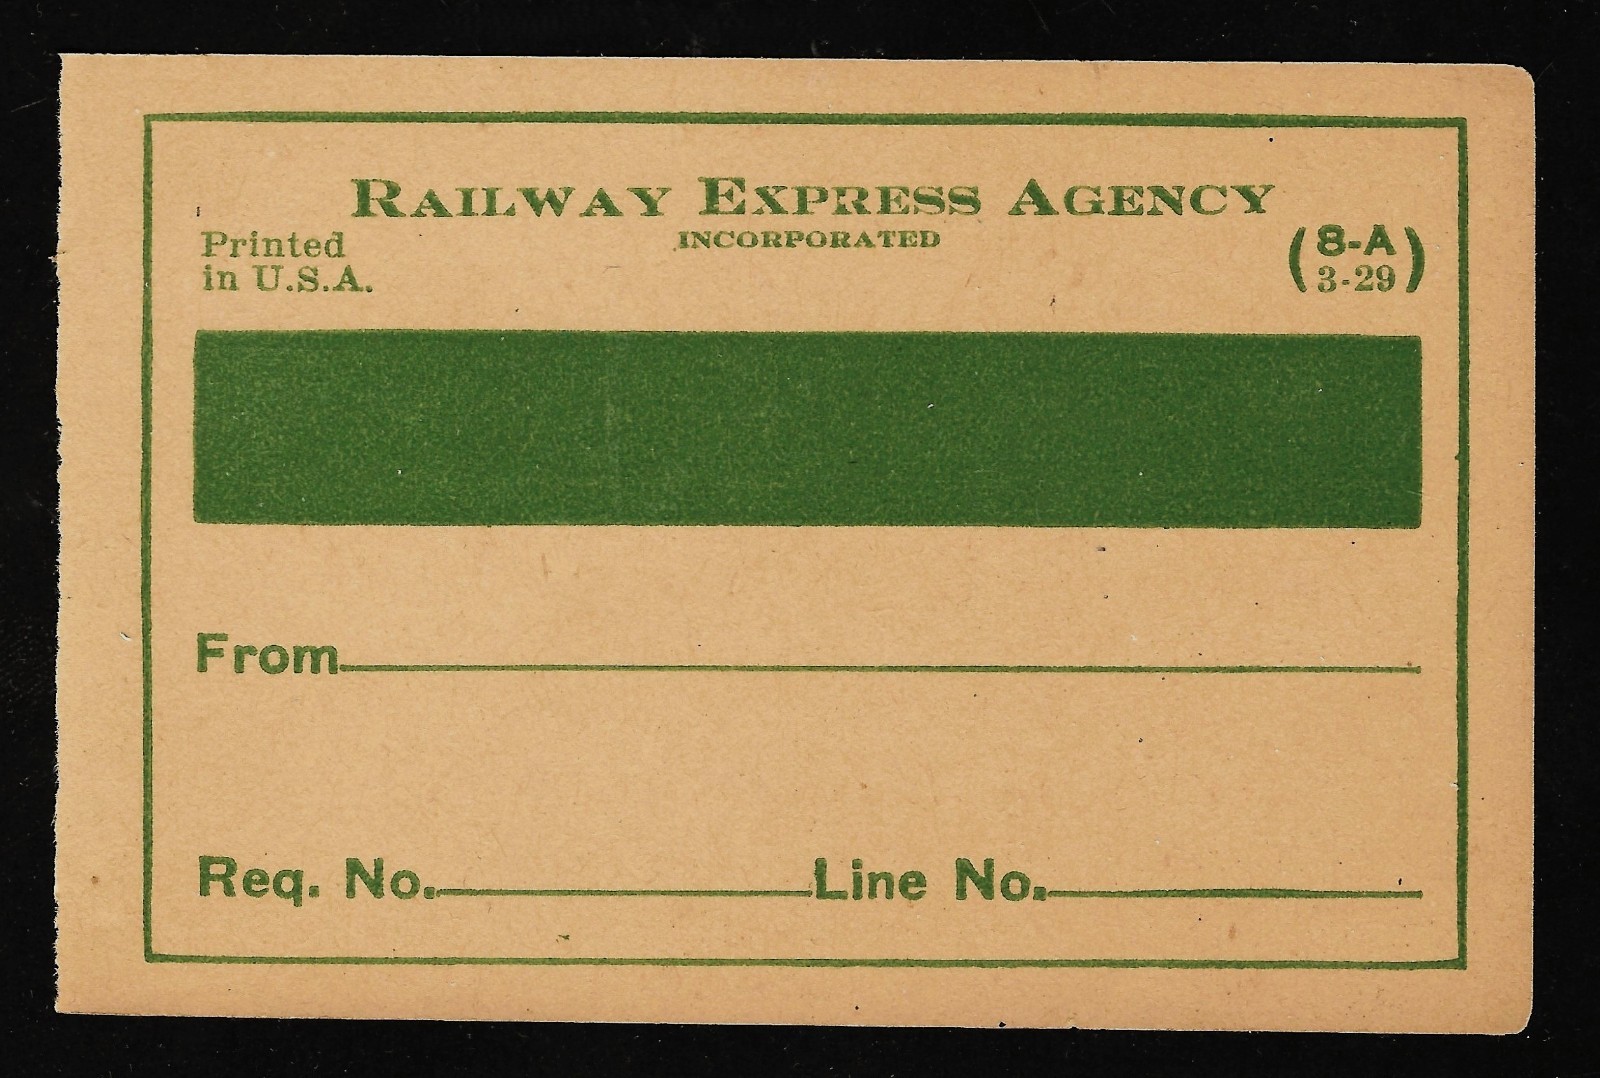 RAILWAY EXPRESS AGENCY
INCORPORATED
Printed
in U.S.A.
(8-A
3-29)
From
Req. No. Line No.